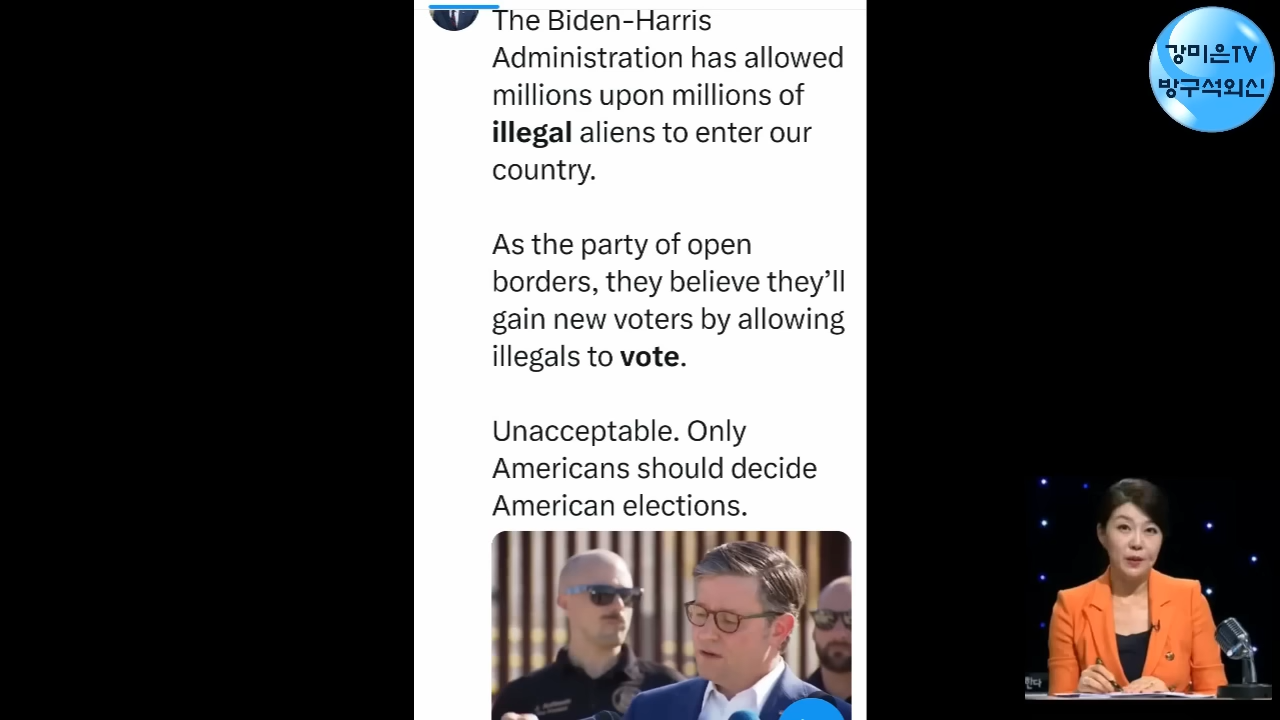 The Biden-Harris
Administration has allowed
millions upon millions of
illegal aliens to enter our
country.
As the party of open
borders, they believe they’ll
gain new voters by allowing
illegals to vote.
Unacceptable. Only
Americans should decide
American elections.
강미은TV
방구석외신
한다